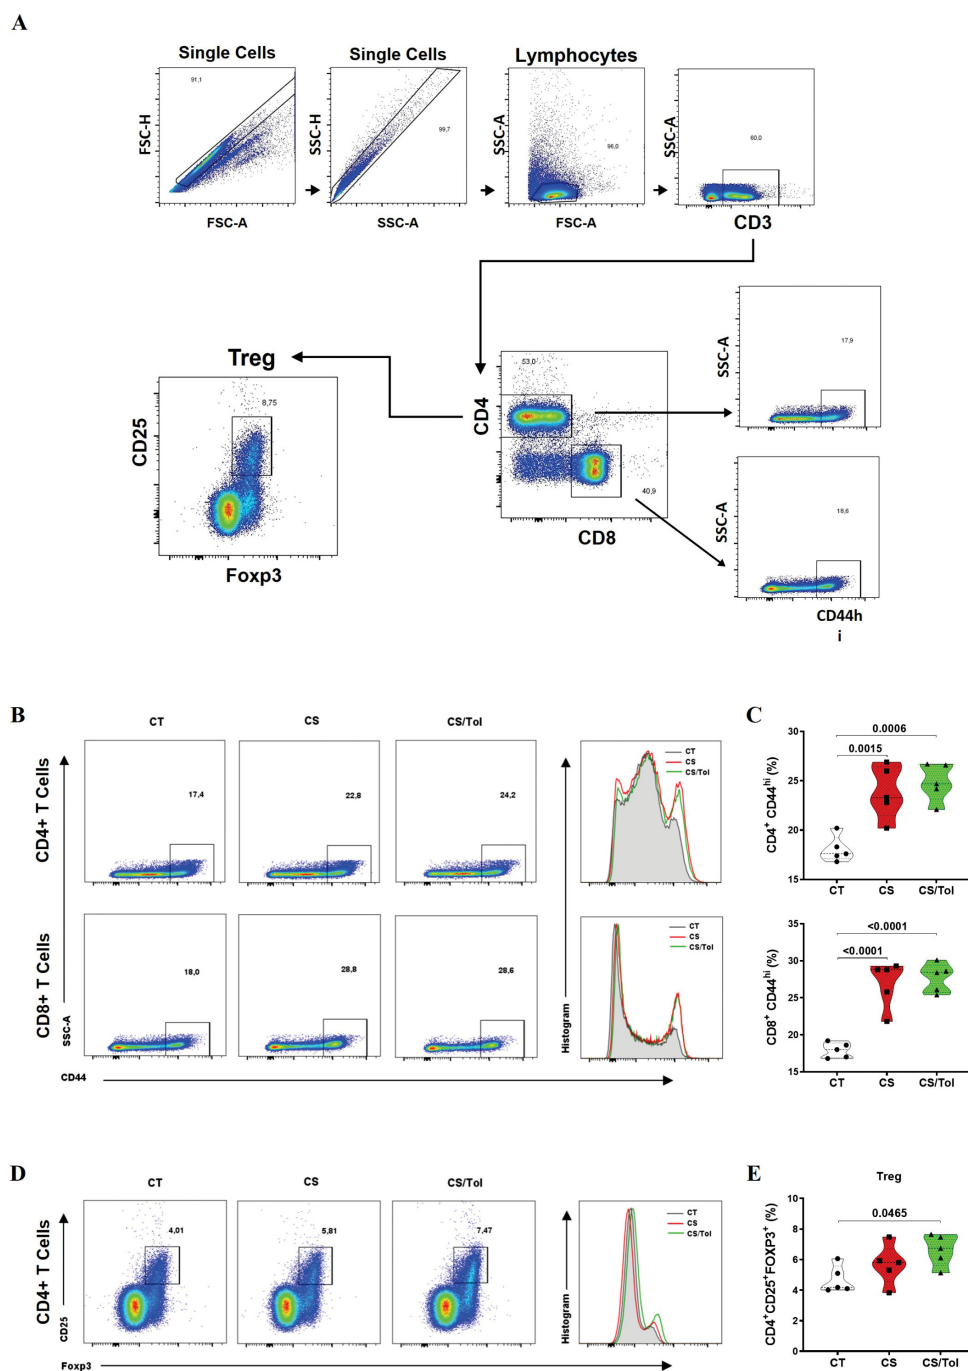 A
Single Cells
Single Cells
Lymphocytes
91,1
99,7
96,0
60,0
FSC-H
SSC-H
SSC-A
SSC-A
FSC-A
SSC-A
FSC-A
CD3
Treg
8,75
CD25
Foxp3
53,0
40,9
CD4
CD8
17,9
SSC-A
18,6
SSC-A
CD44h
i
B
CT
CS
CS/Tol
CD4+ T Cells
17,4
22,8
24,2
CT
CS
CS/Tol
CD8+ T Cells
SSC-A
18,0
28,8
28,6
Histogram
CT
CS
CS/Tol
CD44
C
CD4+ CD44hi (%)
30
25
20
15
0.0006
0.0015
CT
CS
CS/Tol
CD8+ CD44hi (%)
35
30
25
20
15
<0.0001
<0.0001
CT
CS
CS/Tol
D
CT
CS
CS/Tol
CD4+ T Cells
CD25
4,01
5,81
7,47
Histogram
CT
CS
CS/Tol
Foxp3
E
Treg
CD4+CD25+FOXP3+ (%)
10
8
6
4
2
0
0.0465
CT
CS
CS/Tol